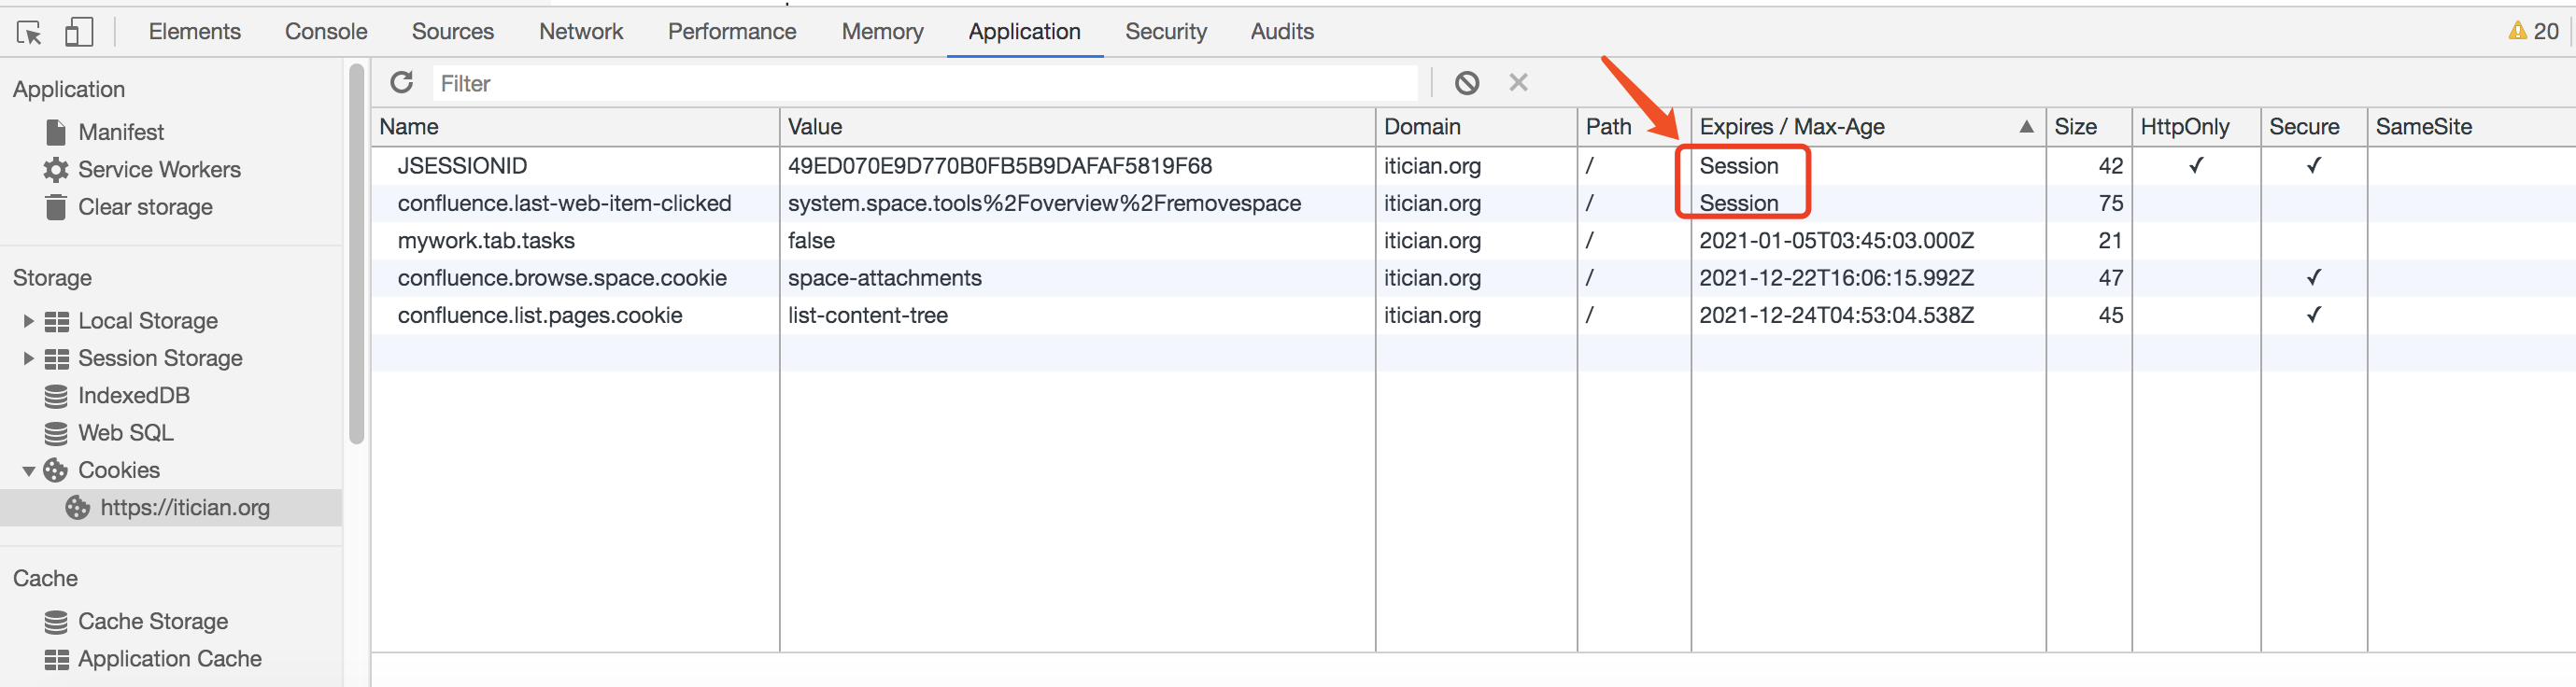 Elements Console Sources Network Performance Memory Application Security Audits 20
Application
Manifest
Service Workers
Clear storage
Storage
Local Storage
Session Storage
IndexedDB
Web SQL
Cookies
https://itician.org
Cache
Cache Storage
Application Cache
Filter
Name Value Domain Path Expires / Max-Age ▲ Size HttpOnly Secure SameSite
JSESSIONID 49ED070E9D770B0FB5B9DAFAF5819F68 itician.org / Session 42 ✓ ✓
confluence.last-web-item-clicked system.space.tools%2Foverview%2Fremovespace itician.org / Session 75
mywork.tab.tasks false itician.org / 2021-01-05T03:45:03.000Z 21
confluence.browse.space.cookie space-attachments itician.org / 2021-12-22T16:06:15.992Z 47 ✓
confluence.list.pages.cookie list-content-tree itician.org / 2021-12-24T04:53:04.538Z 45 ✓